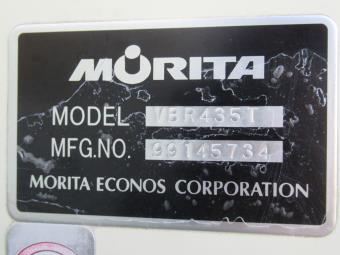 MORITA
MODEL VBR435T
MFG.NO. 99145734
MORITA ECONOS CORPORATION